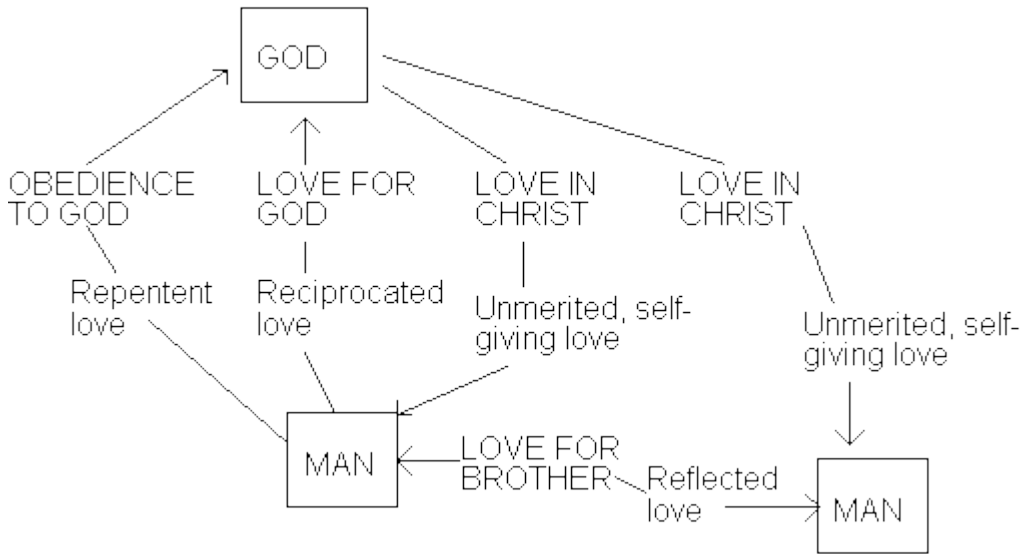 GOD
OBEDIENCE
TO GOD
LOVE FOR
GOD
LOVE IN
CHRIST
LOVE IN
CHRIST
Repentent
love
Reciprocated
love
Unmerited, self-
giving love
Unmerited, self-
giving love
MAN
LOVE FOR
BROTHER
Reflected
love
MAN